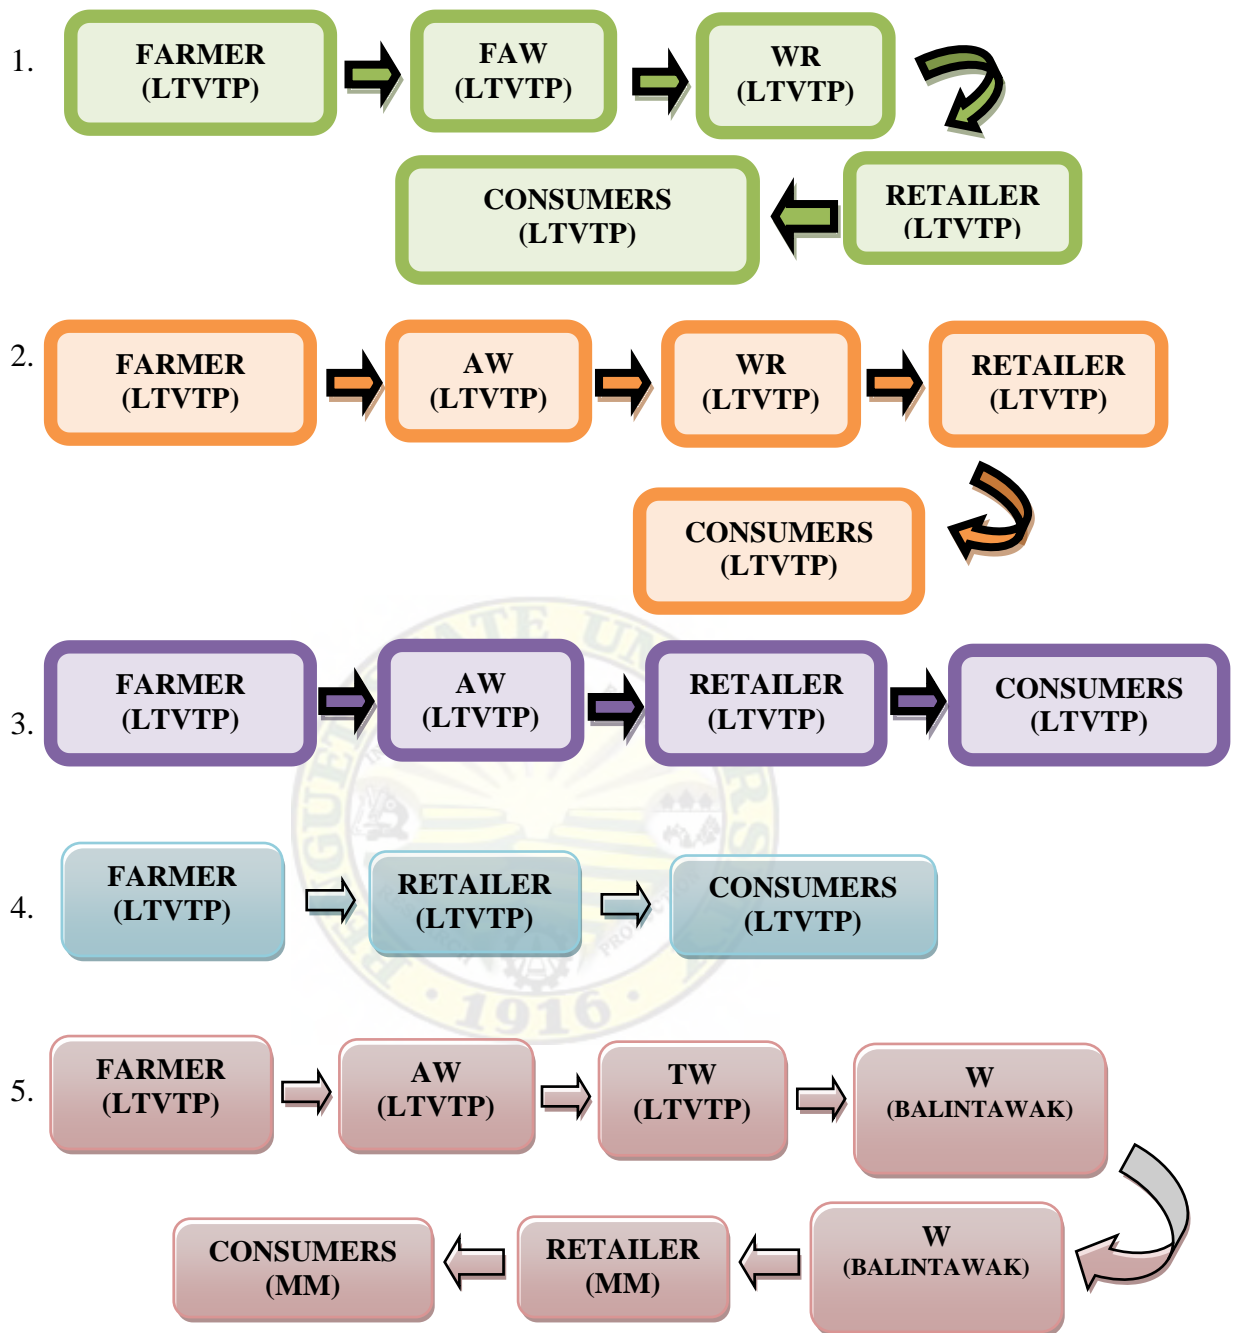 1.
FARMER
(LTVTP)
FAW
(LTVTP)
WR
(LTVTP)
CONSUMERS
(LTVTP)
RETAILER
(LTVTP)
2.
FARMER
(LTVTP)
AW
(LTVTP)
WR
(LTVTP)
RETAILER
(LTVTP)
CONSUMERS
(LTVTP)
3.
FARMER
(LTVTP)
AW
(LTVTP)
RETAILER
(LTVTP)
CONSUMERS
(LTVTP)
4.
FARMER
(LTVTP)
RETAILER
(LTVTP)
CONSUMERS
(LTVTP)
1916
5.
FARMER
(LTVTP)
AW
(LTVTP)
TW
(LTVTP)
W
(BALINTAWAK)
CONSUMERS
(MM)
RETAILER
(MM)
W
(BALINTAWAK)